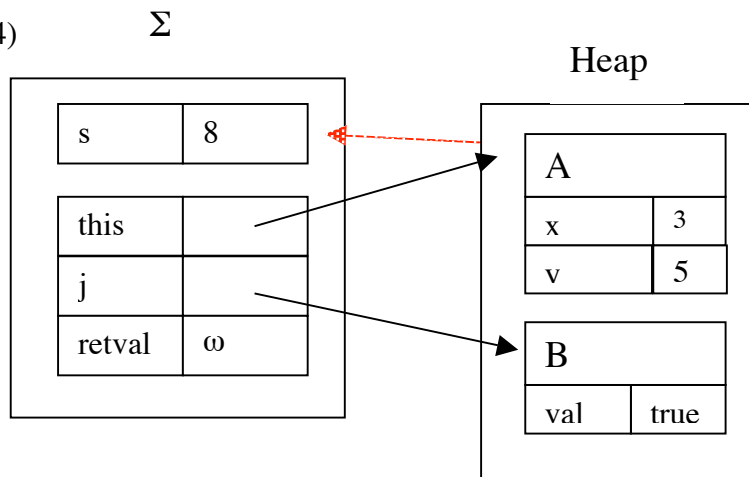 4)
Σ
Heap
s 8
this
j
retval ω
A
x 3
v 5
B
val true